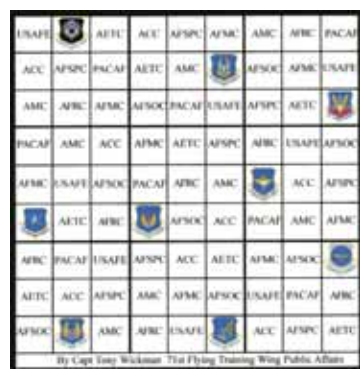 USAFE AETC ACC AFSPC AFMC AMC AFRC PACAF
ACC AFSPC PACAF AETC AMC AFSOC AFMC USAFE
AMC AFRC AFMC AFSOC PACAF USAFE AFSPC AETC
PACAF AMC ACC AFMC AETC AFSPC AFRC USAFE AFSOC
AFMC USAFE AFSOC PACAF AFRC AMC ACC AFSPC
AETC AFRC AFSOC ACC PACAF AMC AFMC
AFRC PACAF USAFE AFSPC ACC AETC AFMC AFSOC
AETC ACC AFSPC AMC AFMC AFSOC USAFE PACAF AFRC
AFSOC AMC AFRC USAFE ACC AFSPC AETC
By Capt Tony Wickman 71st Flying Training Wing Public Affairs